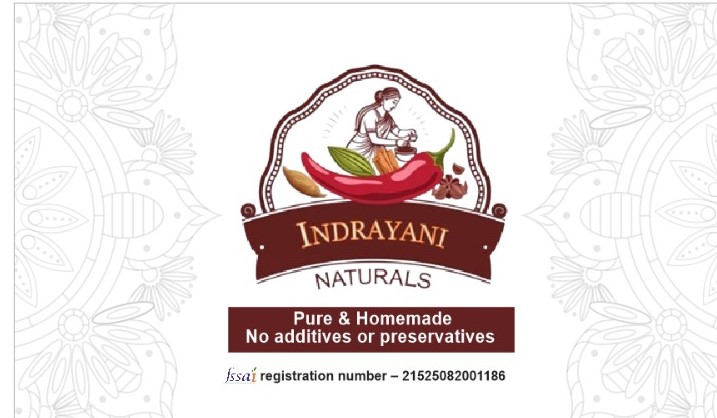 INDRAYANI
NATURALS
Pure & Homemade
No additives or preservatives
fssai registration number – 21525082001186